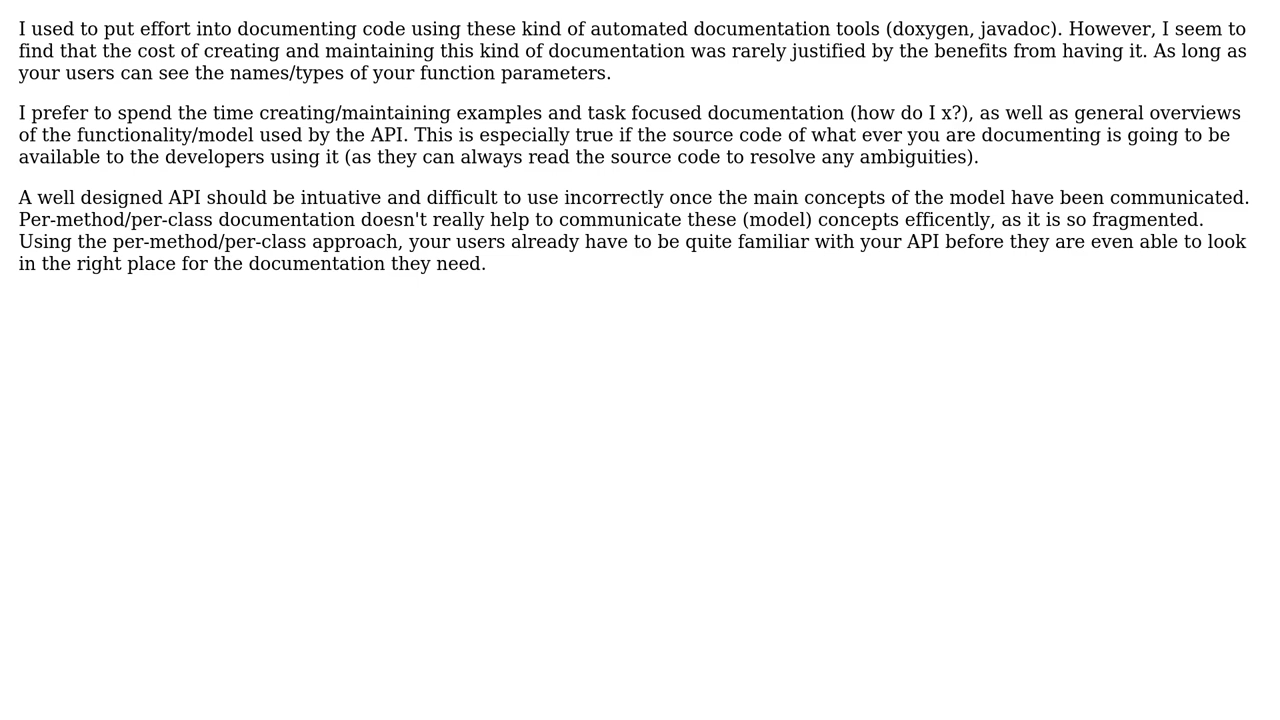 I used to put effort into documenting code using these kind of automated documentation tools (doxygen, javadoc). However, I seem to
find that the cost of creating and maintaining this kind of documentation was rarely justified by the benefits from having it. As long as
your users can see the names/types of your function parameters.
I prefer to spend the time creating/maintaining examples and task focused documentation (how do I x?), as well as general overviews
of the functionality/model used by the API. This is especially true if the source code of what ever you are documenting is going to be
available to the developers using it (as they can always read the source code to resolve any ambiguities).
A well designed API should be intuative and difficult to use incorrectly once the main concepts of the model have been communicated.
Per-method/per-class documentation doesn't really help to communicate these (model) concepts efficently, as it is so fragmented.
Using the per-method/per-class approach, your users already have to be quite familiar with your API before they are even able to look
in the right place for the documentation they need.